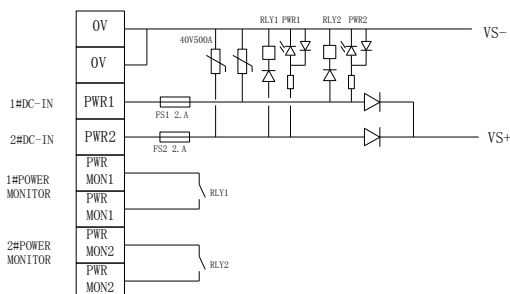 0V
RLY1 PWR1 RLY2 PWR2
VS-
40V500A
0V
1#DC-IN PWR1
FS1 2.A
2#DC-IN PWR2
VS+
FS2 2.A
1#POWER
MONITOR
PWR
MON1
PWR
MON1
RLY1
2#POWER
MONITOR
PWR
MON2
PWR
MON2
RLY2